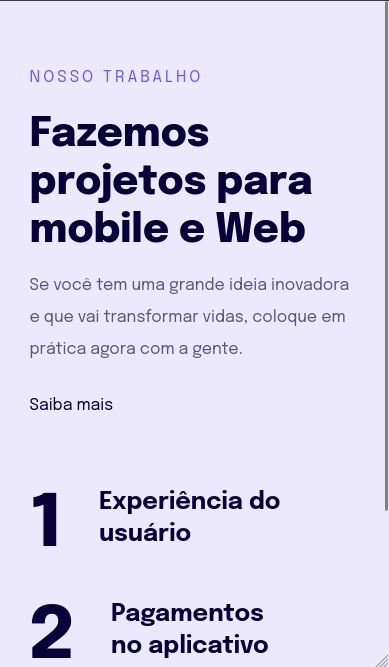 NOSSO TRABALHO
Fazemos
projetos para
mobile e Web
Se você tem uma grande ideia inovadora
e que vai transformar vidas, coloque em
prática agora com a gente.
Saiba mais
1 Experiência do
usuário
2 Pagamentos
no aplicativo